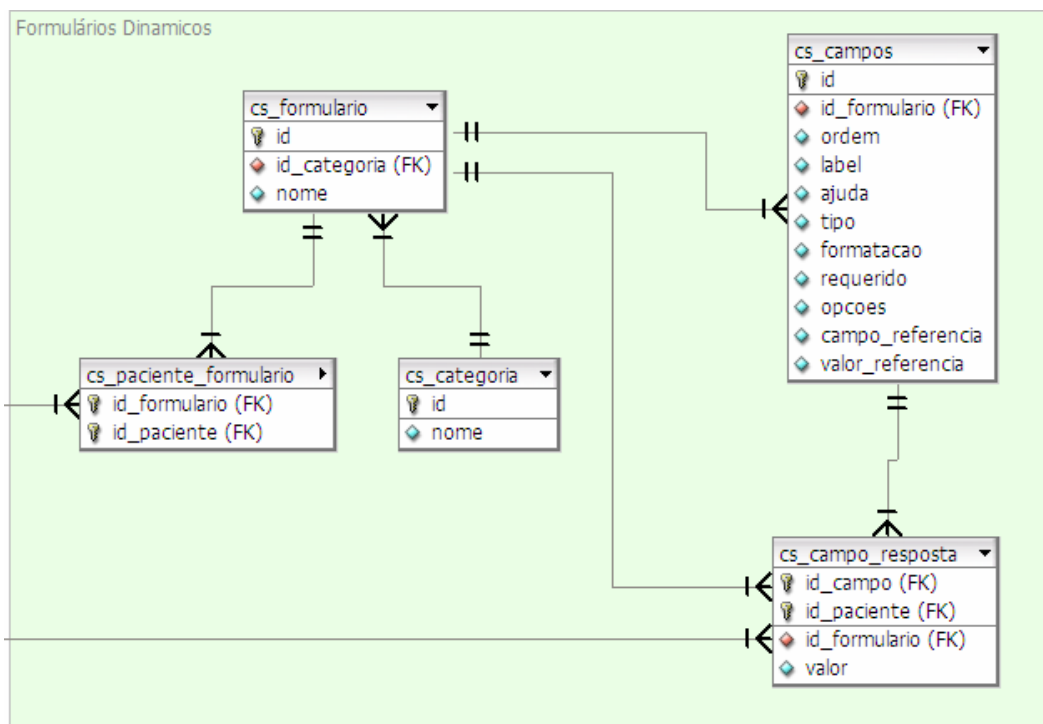 Formulários Dinamicos
cs_formulario
id
id_categoria (FK)
nome
cs_campos
id
id_formulario (FK)
ordem
label
ajuda
tipo
formatacao
requerido
opcoes
campo_referencia
valor_referencia
cs_paciente_formulario
id_formulario (FK)
id_paciente (FK)
cs_categoria
id
nome
cs_campo_resposta
id_campo (FK)
id_paciente (FK)
id_formulario (FK)
valor